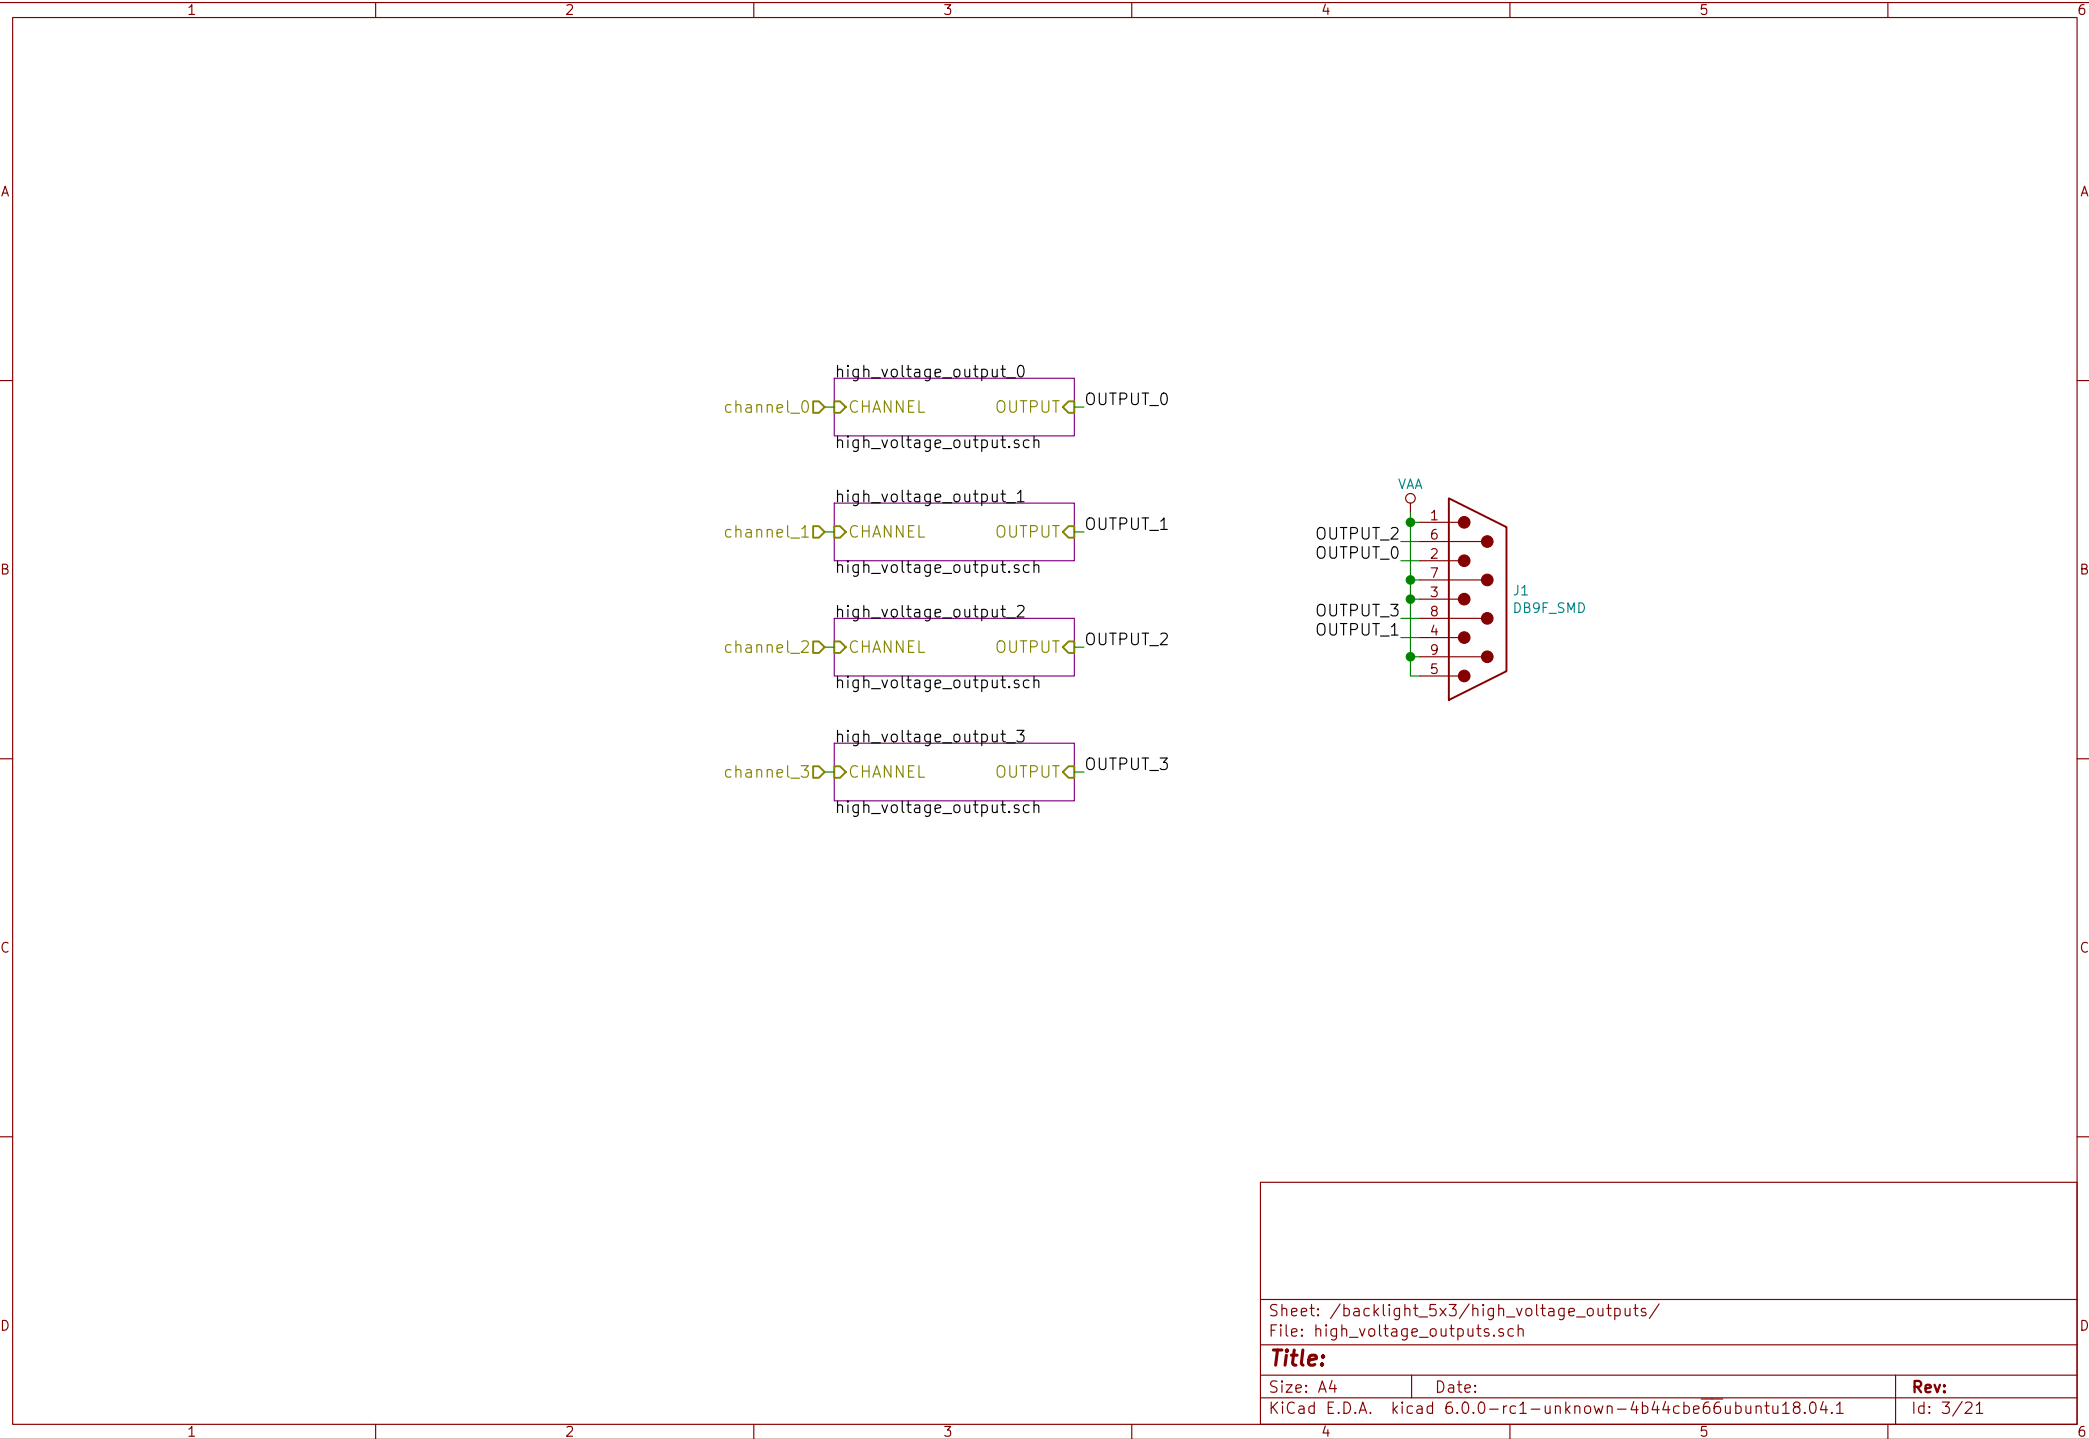 1 2 3 4 5 6
A A
high_voltage_output_0
channel_0 CHANNEL OUTPUT OUTPUT_0
high_voltage_output.sch
high_voltage_output_1
channel_1 CHANNEL OUTPUT OUTPUT_1
high_voltage_output.sch
high_voltage_output_2
channel_2 CHANNEL OUTPUT OUTPUT_2
high_voltage_output.sch
high_voltage_output_3
channel_3 CHANNEL OUTPUT OUTPUT_3
high_voltage_output.sch
VAA
1
OUTPUT_2 6
OUTPUT_0 2
7
3
OUTPUT_3 8
OUTPUT_1 4
9
5
J1
DB9F_SMD
B B
C C
D D
Sheet: /backlight_5x3/high_voltage_outputs/
File: high_voltage_outputs.sch
Title:
Size: A4 Date: Rev:
KiCad E.D.A. kicad 6.0.0-rc1-unknown-4b44cbe66ubuntu18.04.1 Id: 3/21
1 2 3 4 5 6